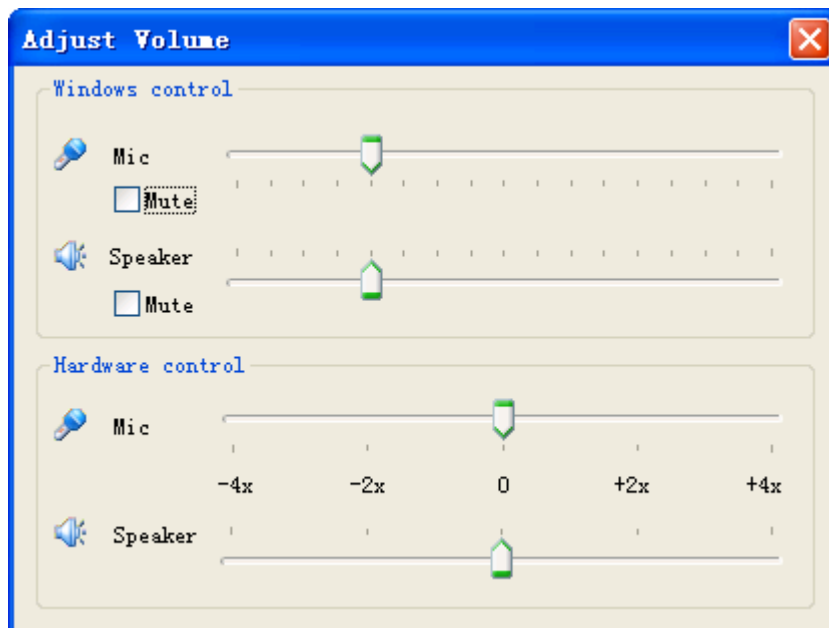 Adjust Volume
Windows control
Mic
Mute
Speaker
Mute
Hardware control
Mic
-4x -2x 0 +2x +4x
Speaker